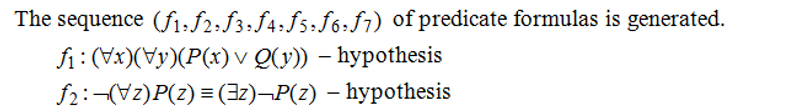 The sequence (f₁, f₂, f₃, f₄, f₅, f₆, f₇) of predicate formulas is generated.
f₁ : (∀x)(∀y)(P(x) ∨ Q(y)) – hypothesis
f₂ : ¬(∀z)P(z) ≡ (∃z)¬P(z) – hypothesis